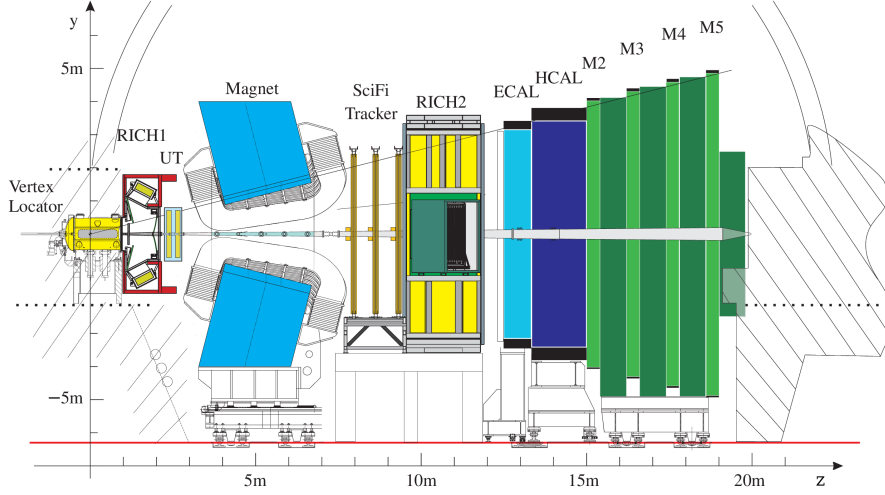 y
5m
M5
M4
M3
M2
HCAL
ECAL
Magnet
SciFi
Tracker
RICH2
RICH1
UT
Vertex
Locator
−5m
5m
10m
15m
20m
z